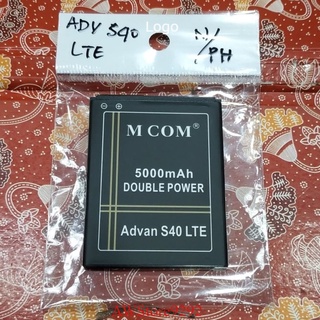 Logo
ADV S40
LTE
N/
/PH
M COM®
5000mAh
DOUBLE POWER
Advan S40 LTE